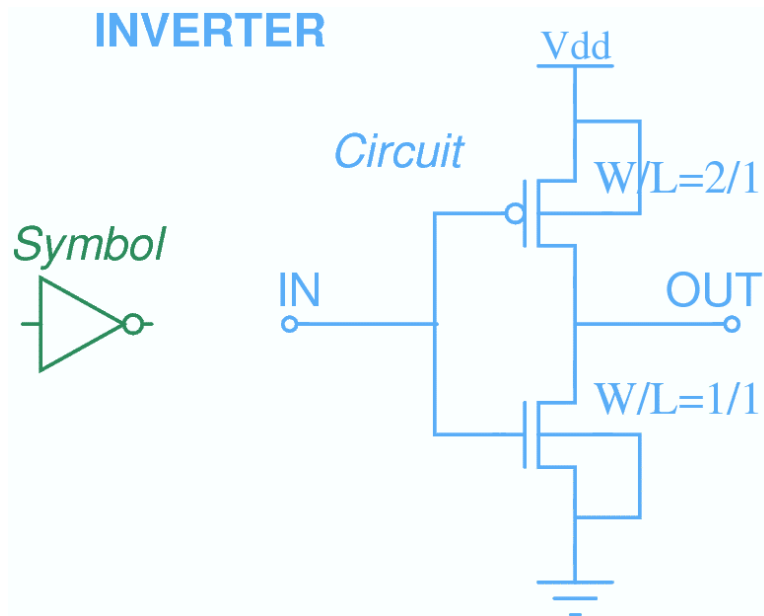 INVERTER
Vdd
Circuit
W/L=2/1
Symbol
IN
OUT
W/L=1/1